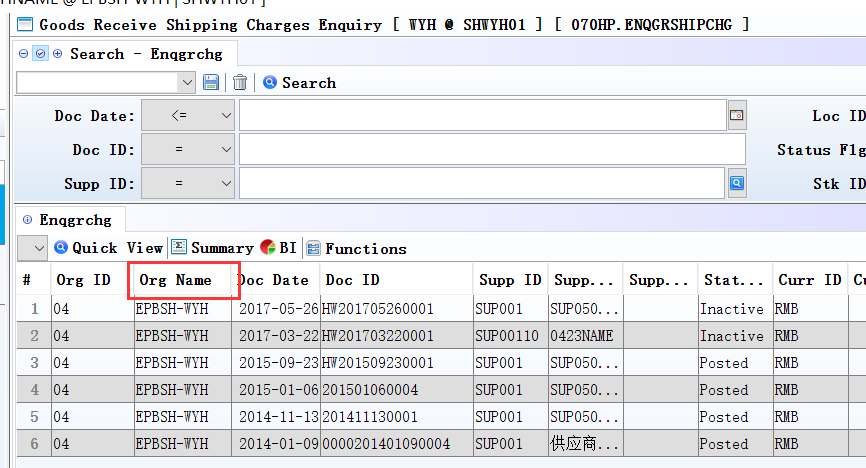 Goods Receive Shipping Charges Enquiry [ WYH @ SHWYH01 ] [ 070HP.ENQGRSHIPCHG ]
Search - Enqgrchg
Search
Doc Date: <= Loc ID
Doc ID: = Status Flg
Supp ID: = Stk ID
Enqgrchg
Quick View Summary BI Functions
# Org ID Org Name Doc Date Doc ID Supp ID Supp... Supp... Stat... Curr ID
1 04 EPBSH-WYH 2017-05-26 HW201705260001 SUP001 SUP050... Inactive RMB
2 04 EPBSH-WYH 2017-03-22 HW201703220001 SUP00110 0423NAME Inactive RMB
3 04 EPBSH-WYH 2015-09-23 HW201509230001 SUP001 SUP050... Posted RMB
4 04 EPBSH-WYH 2015-01-06 201501060004 SUP001 SUP050... Posted RMB
5 04 EPBSH-WYH 2014-11-13 201411130001 SUP001 SUP050... Posted RMB
6 04 EPBSH-WYH 2014-01-09 0000201401090004 SUP001 供应商... Posted RMB